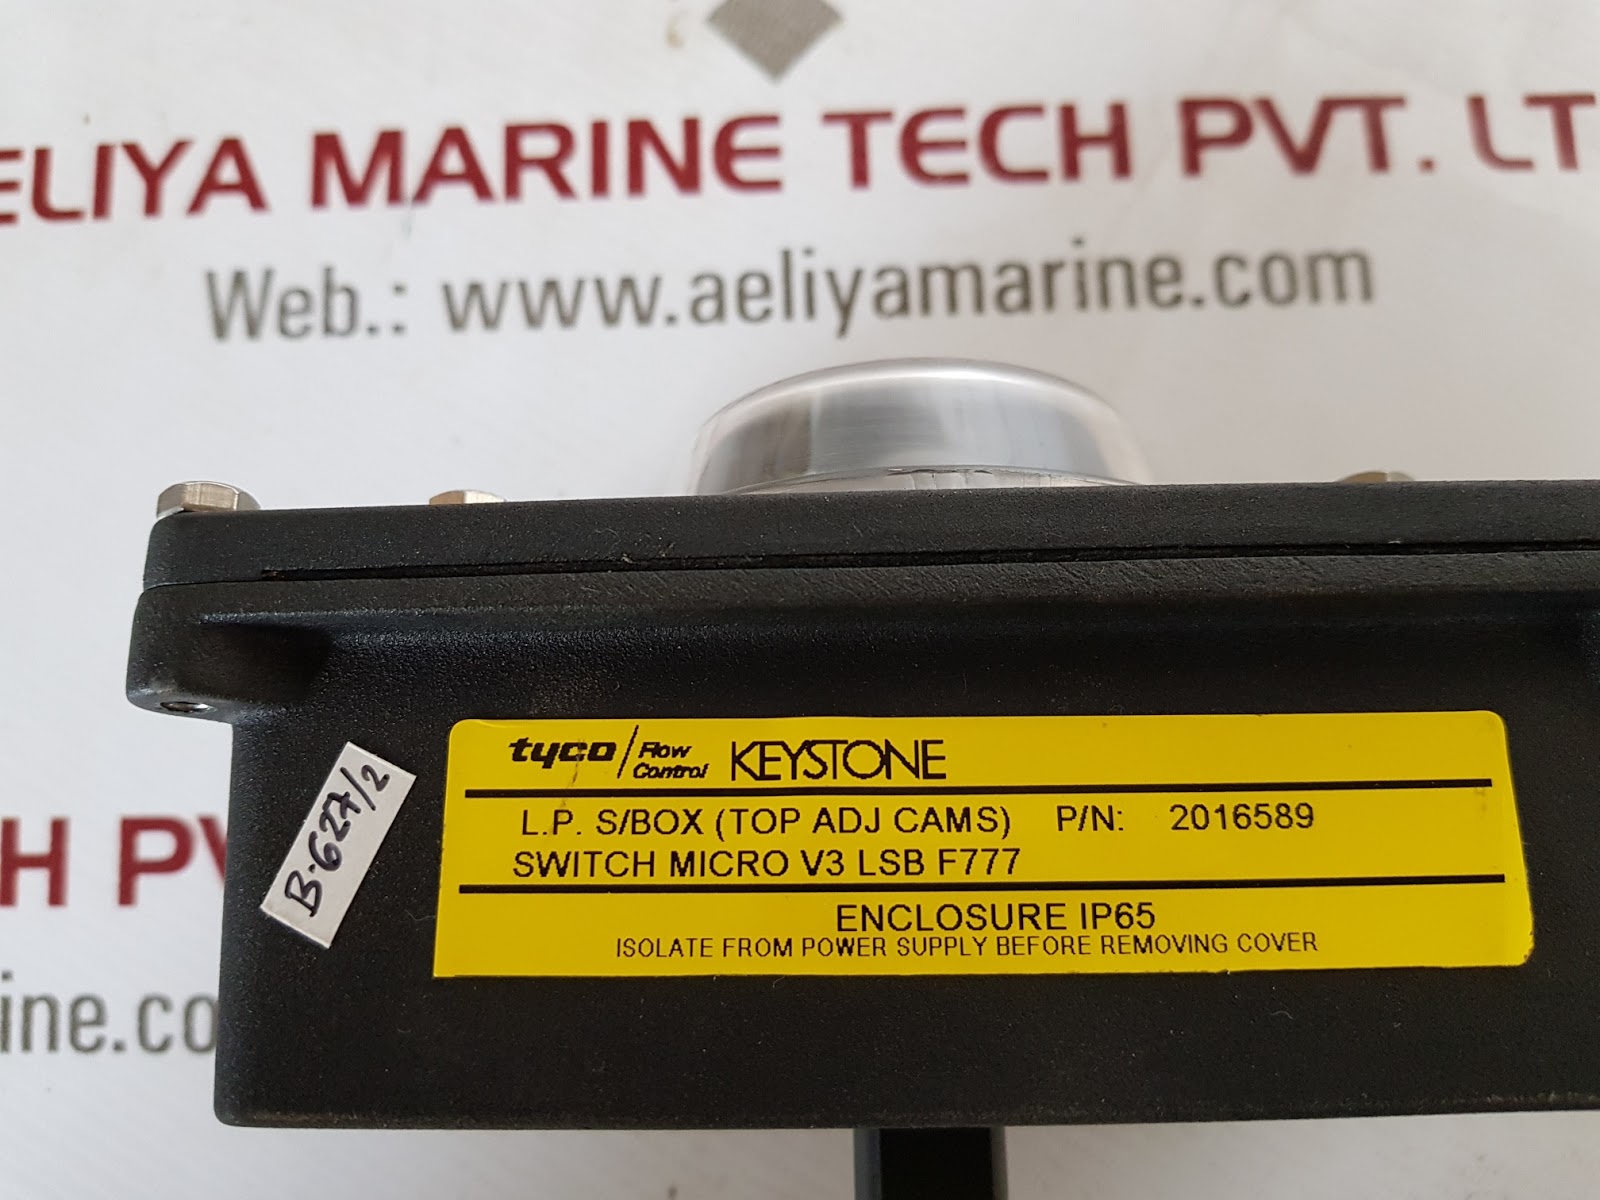 ELIYA MARINE TECH PVT. LT
Web.: www.aeliyamarine.com
tyco/Flow Control KEYSTONE
L.P. S/BOX (TOP ADJ CAMS) P/N: 2016589
SWITCH MICRO V3 LSB F777
ENCLOSURE IP65
ISOLATE FROM POWER SUPPLY BEFORE REMOVING COVER
B.627/2
H PV
ine.co